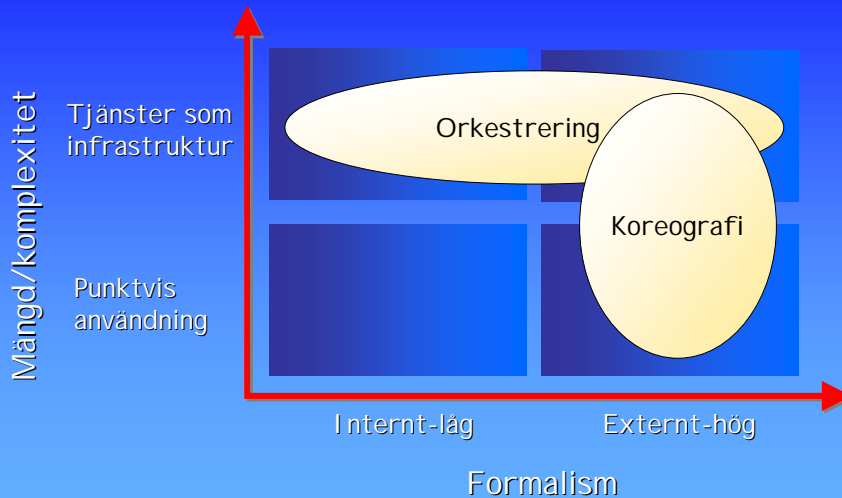 Mängd/komplexitet
Tjänster som
infrastruktur
Orkestrering
Koreografi
Punktvis
användning
Internt-låg
Externt-hög
Formalism